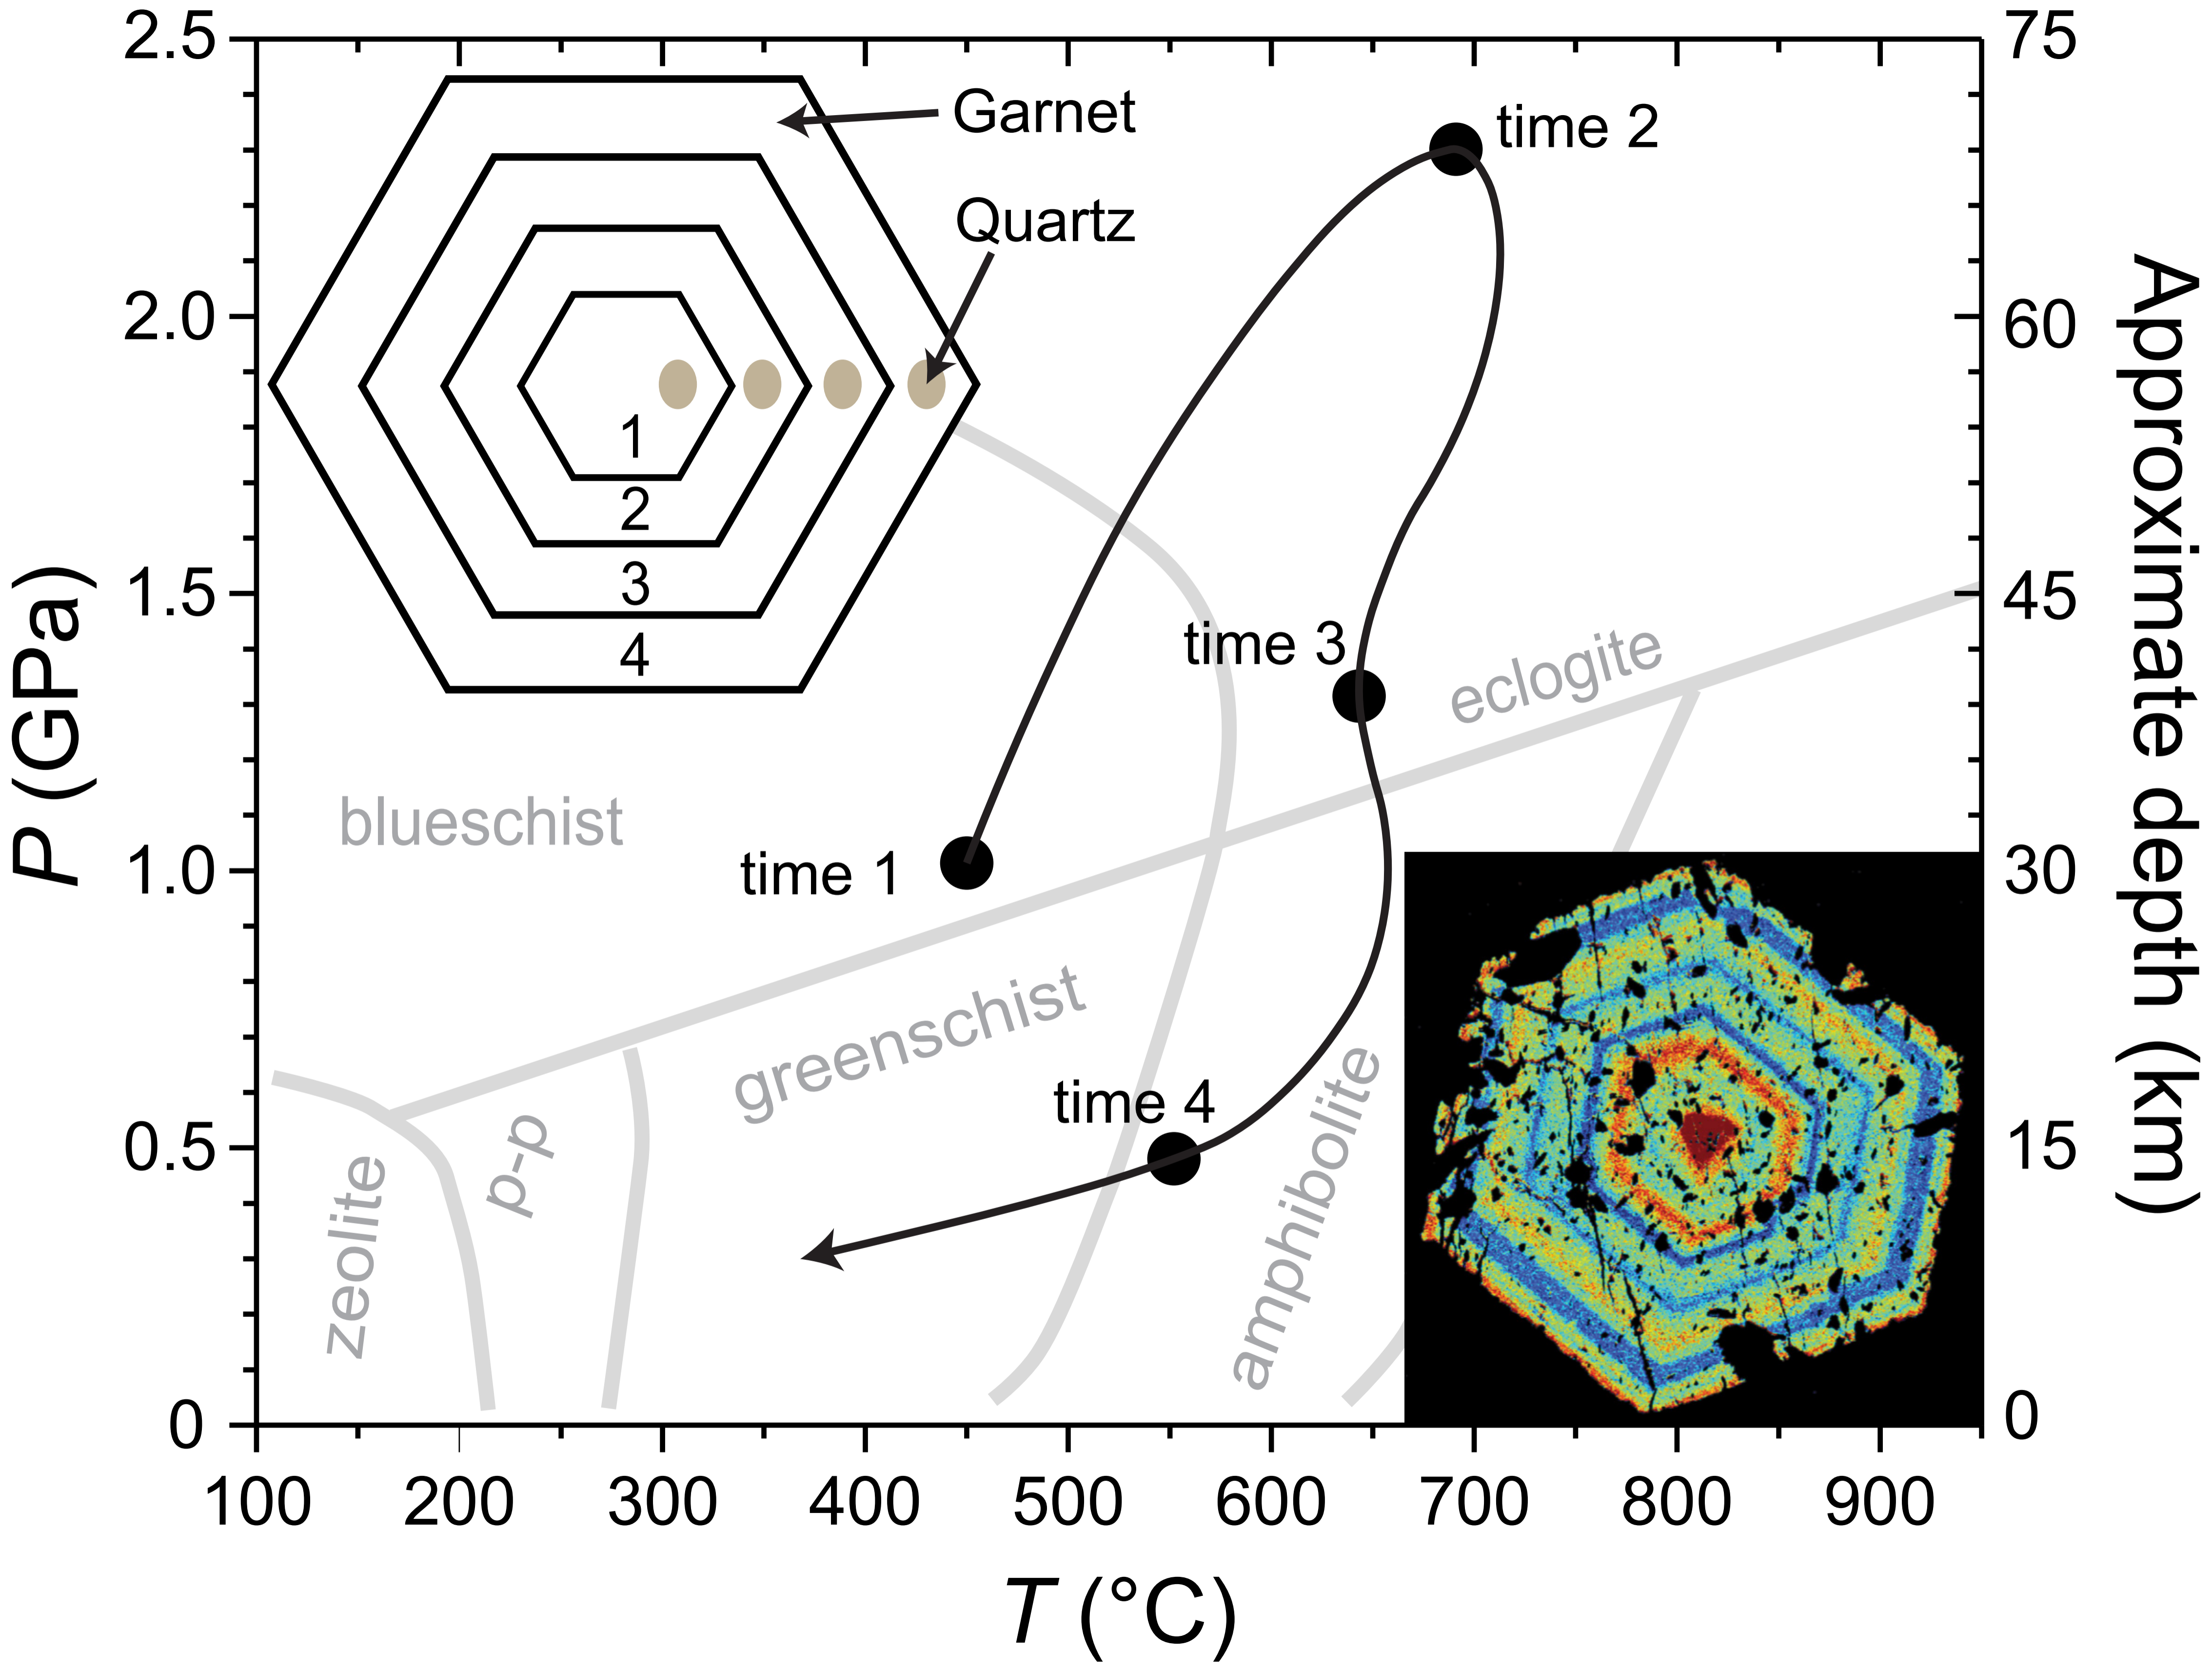 2.5
2.0
1.5
1.0
0.5
0
P (GPa)
75
60
45
30
15
0
Approximate depth (km)
100 200 300 400 500 600 700 800 900
T (°C)
Garnet
Quartz
1
2
3
4
time 2
time 3
time 1
time 4
eclogite
blueschist
greenschist
amphibolite
p-p
zeolite